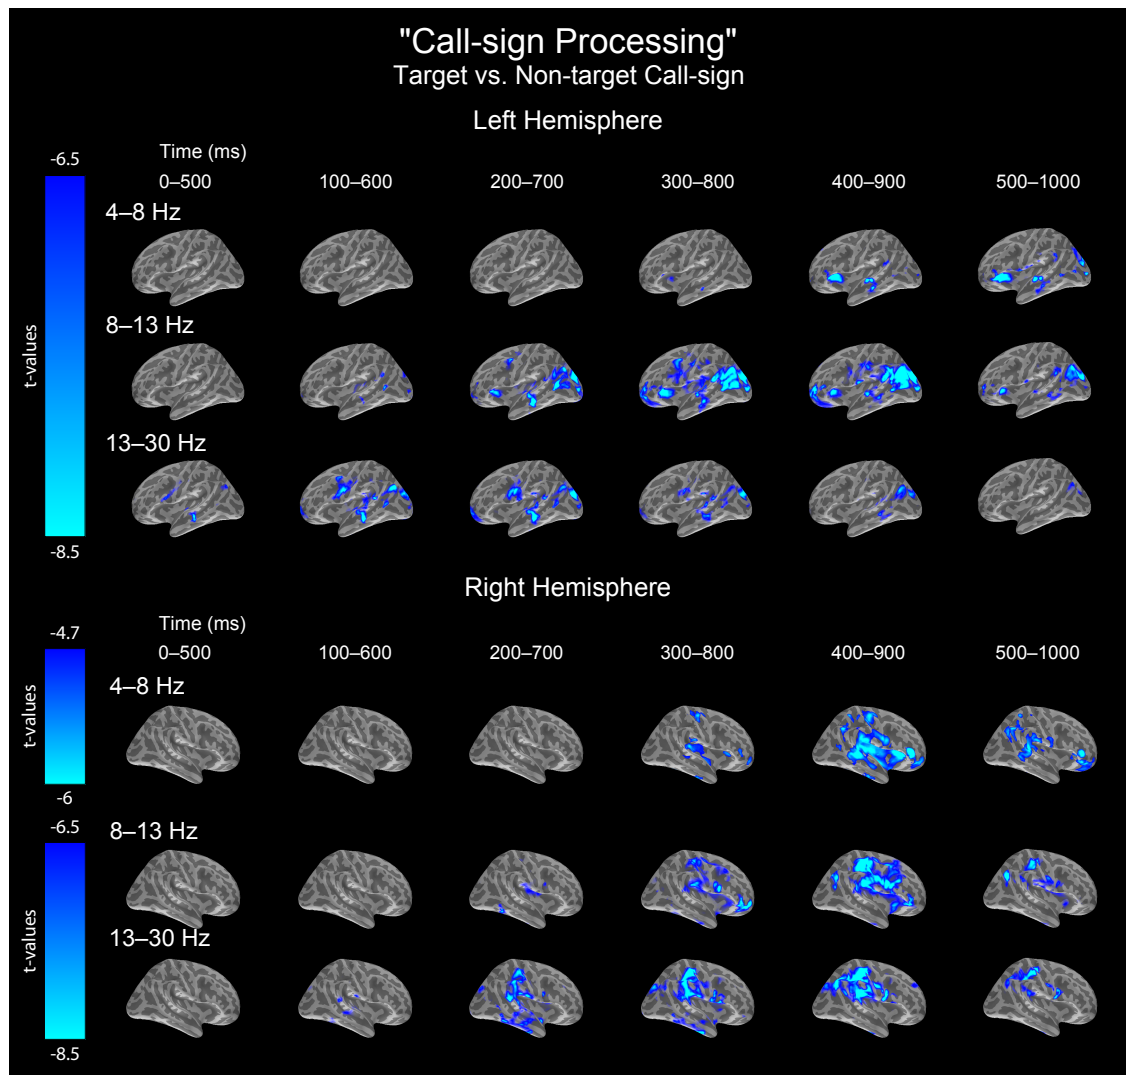 "Call-sign Processing"
Target vs. Non-target Call-sign
Left Hemisphere
-6.5
Time (ms)
0–500 100–600 200–700 300–800 400–900 500–1000
4–8 Hz
8–13 Hz
t-values
13–30 Hz
-8.5
Right Hemisphere
-4.7
Time (ms)
0–500 100–600 200–700 300–800 400–900 500–1000
4–8 Hz
t-values
-6
-6.5
8–13 Hz
13–30 Hz
t-values
-8.5